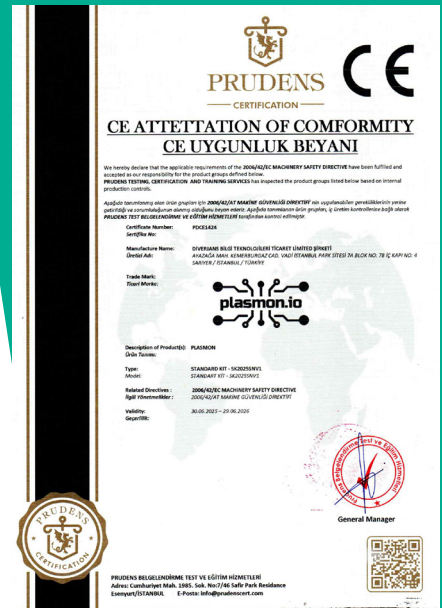 PRUDENS
CERTIFICATION
CE
CE ATTETTATION OF COMFORMITY
CE UYGUNLUK BEYANI
We hereby declare that the applicable requirements of the 2006/42/EC MACHINERY SAFETY DIRECTIVE have been fulfilled and
accepted as our responsibility for the product groups defined below.
PRUDENS TESTING, CERTIFICATION AND TRAINING SERVICES has inspected the product groups listed below based on internal
production controls.
Aşağıda tanımlanmış olan ürün grupları için 2006/42/AT MAKİNE GÜVENLİĞİ DİREKTİFİ' nin uygulanabilen gerekliliklerinin yerine
getirildiği ve sorumluluğunun alınmış olduğunu beyan ederiz. Aşağıda tanımlanan ürün grupları, iç üretim kontrollerine bağlı olarak
PRUDENS TEST BELGELENDİRME VE EĞİTİM HİZMETLERİ tarafından kontrol edilmiştir.
Certificate Number: PDCE1424
Sertifika No:
Manufacture Name: DIVERIANS BİLGİ TEKNOLOJİLERİ TİCARET LİMİTED ŞİRKETİ
Üretici Adı: AYAZAĞA MAH. KEMERBURGAZ CAD. VADİ İSTANBUL PARK SİTESİ 7A BLOK NO: 7B İÇ KAPI NO: 4
SARIYER / İSTANBUL / TÜRKİYE
Trade Mark:
Ticari Marka:
plasmon.io
Description of Product(s): PLASMON
Ürün Tanımı:
Type: STANDARD KIT - SK2025SNV1
Model: STANDART KİT - SK2025SNV1
Related Directives : 2006/42/EC MACHINERY SAFETY DIRECTIVE
İlgili Yönetmelikler : 2006/42/AT MAKİNE GÜVENLİĞİ DİREKTİFİ
Validity: 30.06.2025 – 29.06.2026
Geçerlilik:
Prudens Belgelendirme Test ve Eğitim Hizmetleri
General Manager
PRUDENS
CERTIFICATION
PRUDENS BELGELENDİRME TEST VE EĞİTİM HİZMETLERİ
Adres: Cumhuriyet Mah. 1985. Sok. No:7/46 Safir Park Residance
Esenyurt/İSTANBUL E-Posta: info@prudenscert.com